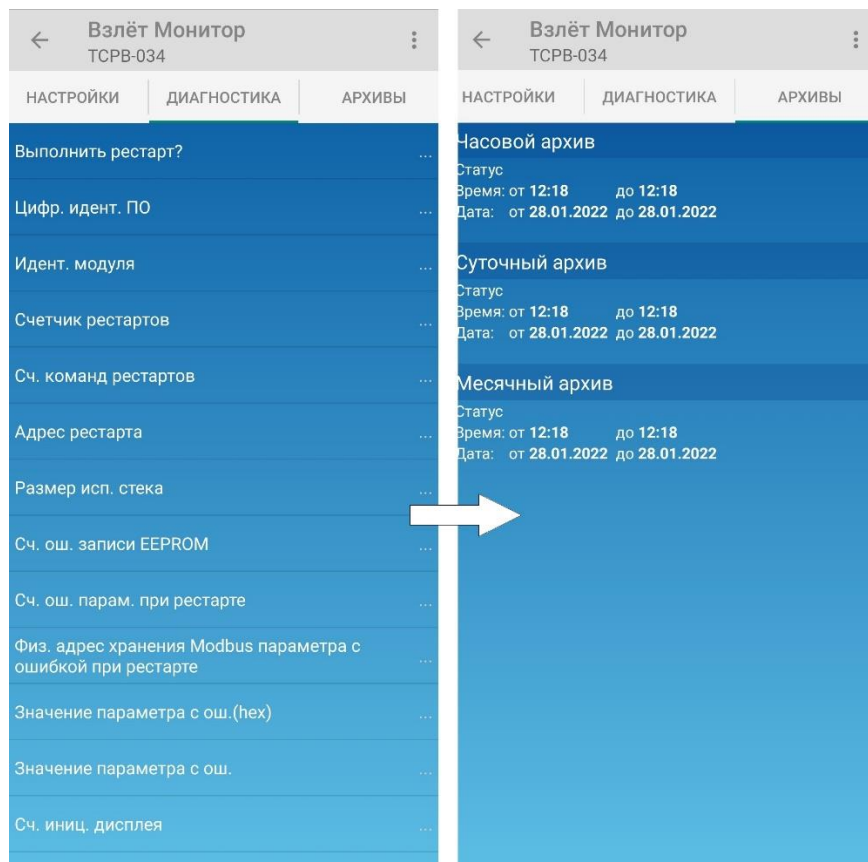 Взлёт Монитор
ТСРВ-034
НАСТРОЙКИ ДИАГНОСТИКА АРХИВЫ
Выполнить рестарт? ...
Цифр. идент. ПО ...
Идент. модуля ...
Счетчик рестартов ...
Сч. команд рестартов ...
Адрес рестарта ...
Размер исп. стека ...
Сч. ош. записи EEPROM ...
Сч. ош. парам. при рестарте ...
Физ. адрес хранения Modbus параметра с
ошибкой при рестарте ...
Значение параметра с ош.(hex) ...
Значение параметра с ош. ...
Сч. иниц. дисплея ...
Взлёт Монитор
ТСРВ-034
НАСТРОЙКИ ДИАГНОСТИКА АРХИВЫ
Часовой архив
Статус
Время: от 12:18 до 12:18
Дата: от 28.01.2022 до 28.01.2022
Суточный архив
Статус
Время: от 12:18 до 12:18
Дата: от 28.01.2022 до 28.01.2022
Месячный архив
Статус
Время: от 12:18 до 12:18
Дата: от 28.01.2022 до 28.01.2022